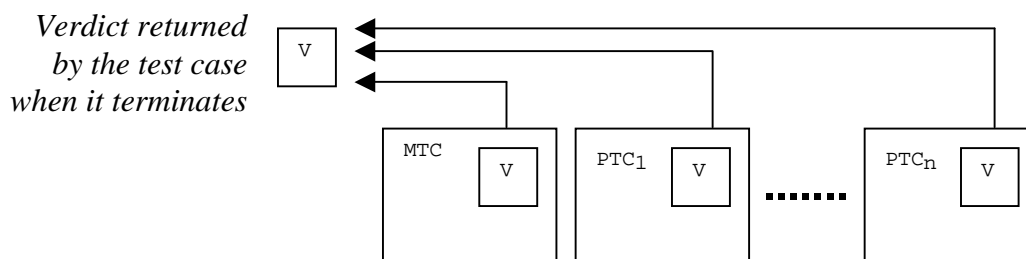 Verdict returned
by the test case
when it terminates
V
MTC
V
PTC1
V
PTCn
V